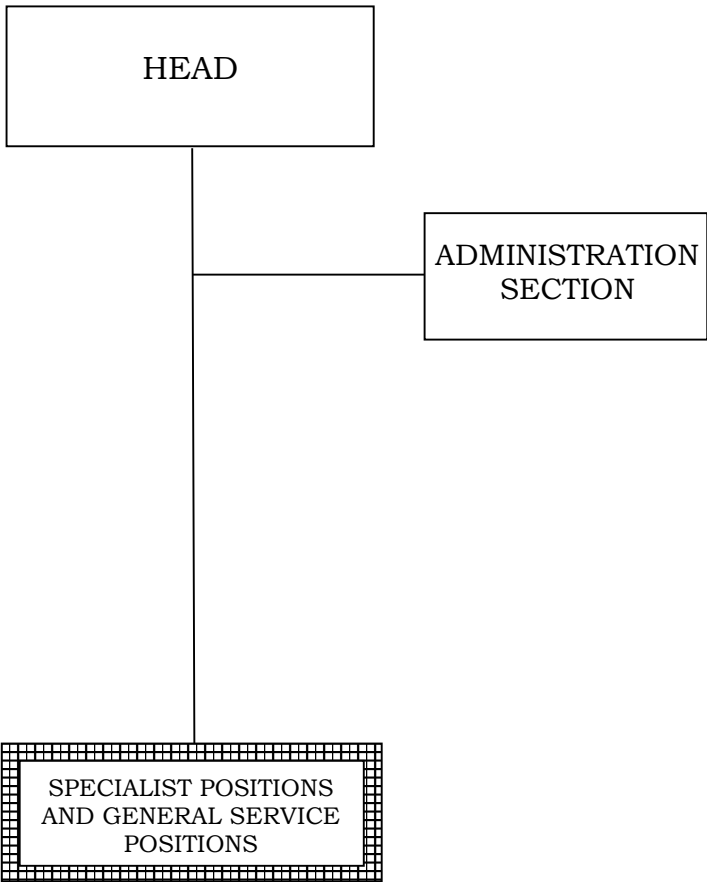 HEAD
ADMINISTRATION
SECTION
SPECIALIST POSITIONS
AND GENERAL SERVICE
POSITIONS